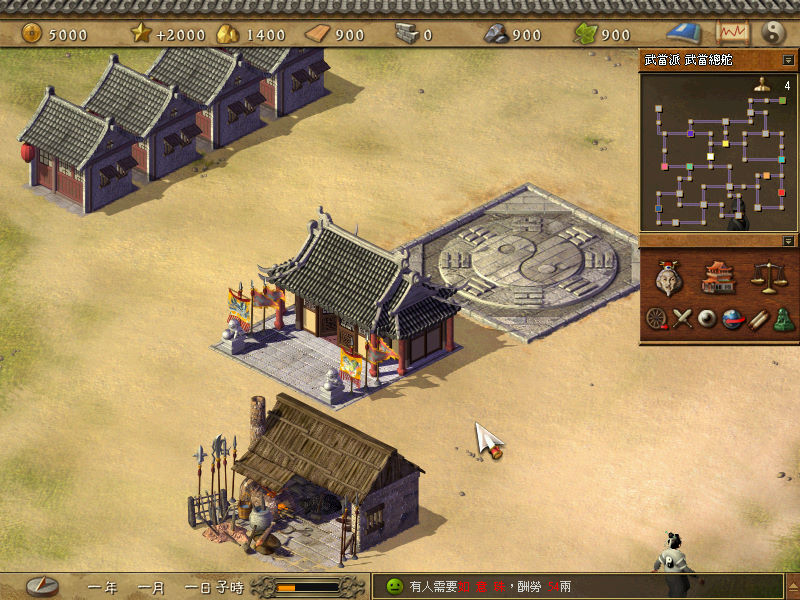 5000 +2000 1400 900 0 900 900
武當派 武當總舵
4
一年 一月 一日子時
有人需要 ，酬勞 兩